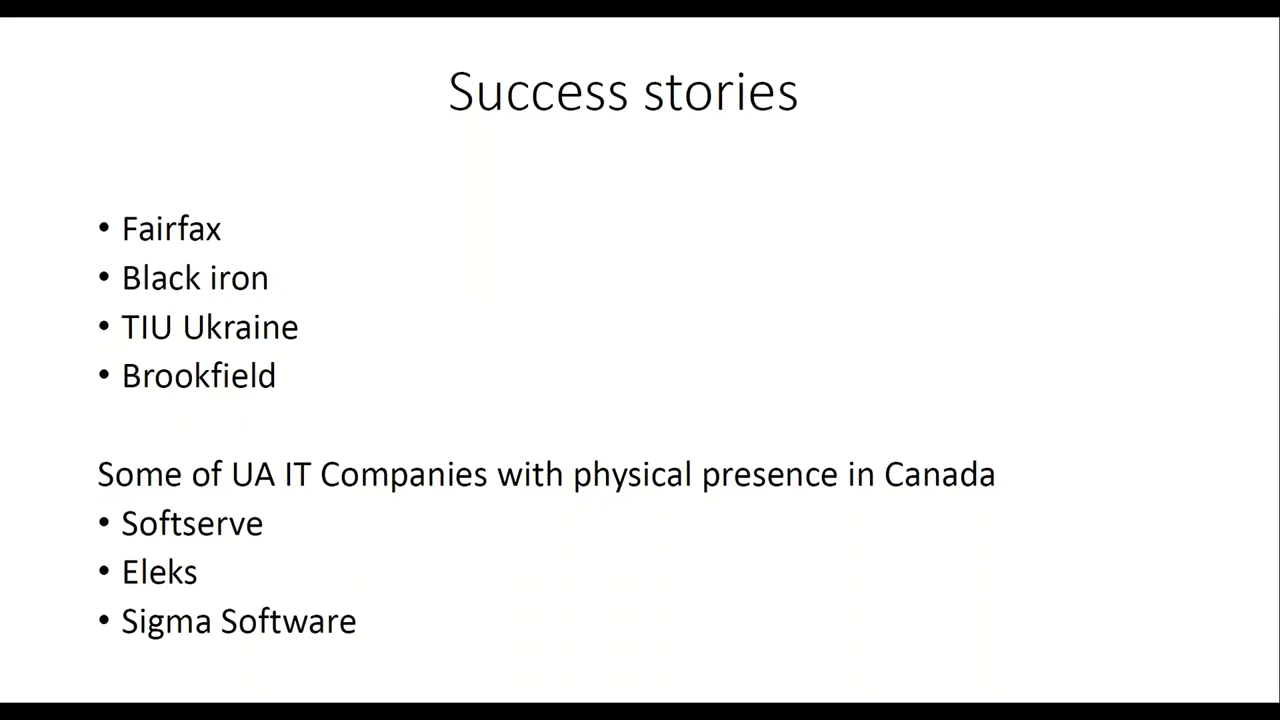 Success stories
• Fairfax
• Black iron
• TIU Ukraine
• Brookfield
Some of UA IT Companies with physical presence in Canada
• Softserve
• Eleks
• Sigma Software